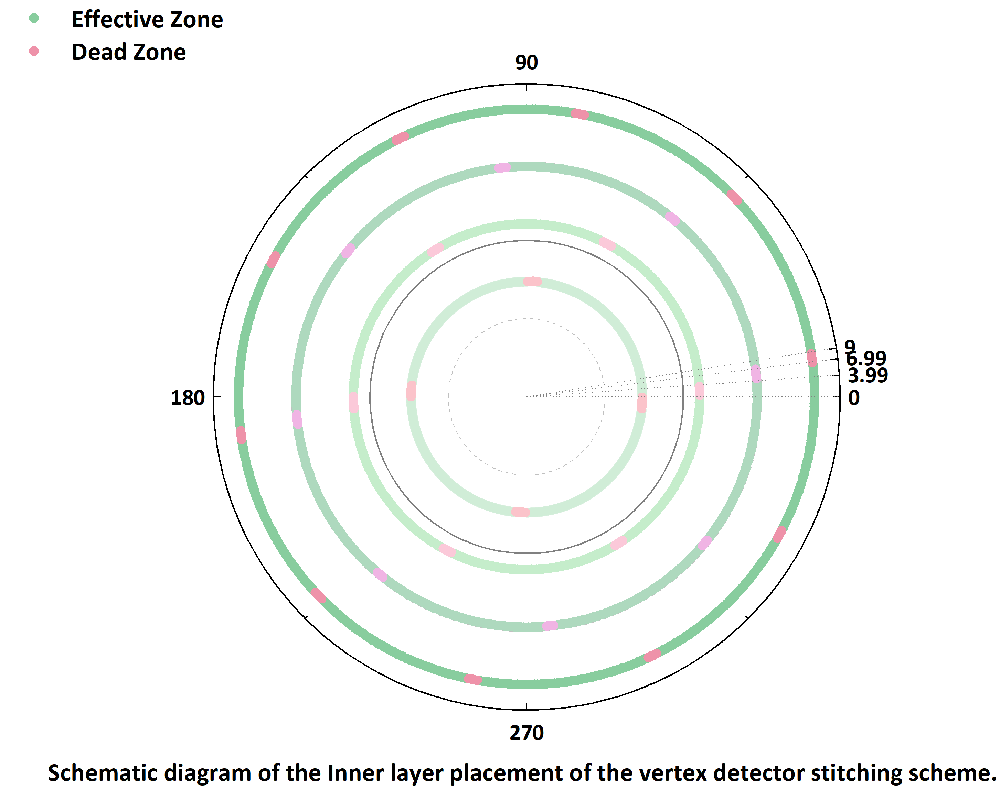 Effective Zone
Dead Zone
90
9
6.99
3.99
180
0
270
Schematic diagram of the Inner layer placement of the vertex detector stitching scheme.